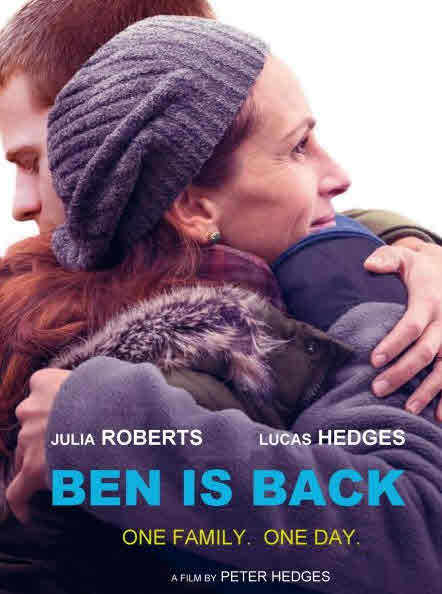 JULIA ROBERTS LUCAS HEDGES
BEN IS BACK
ONE FAMILY. ONE DAY.
A FILM BY PETER HEDGES